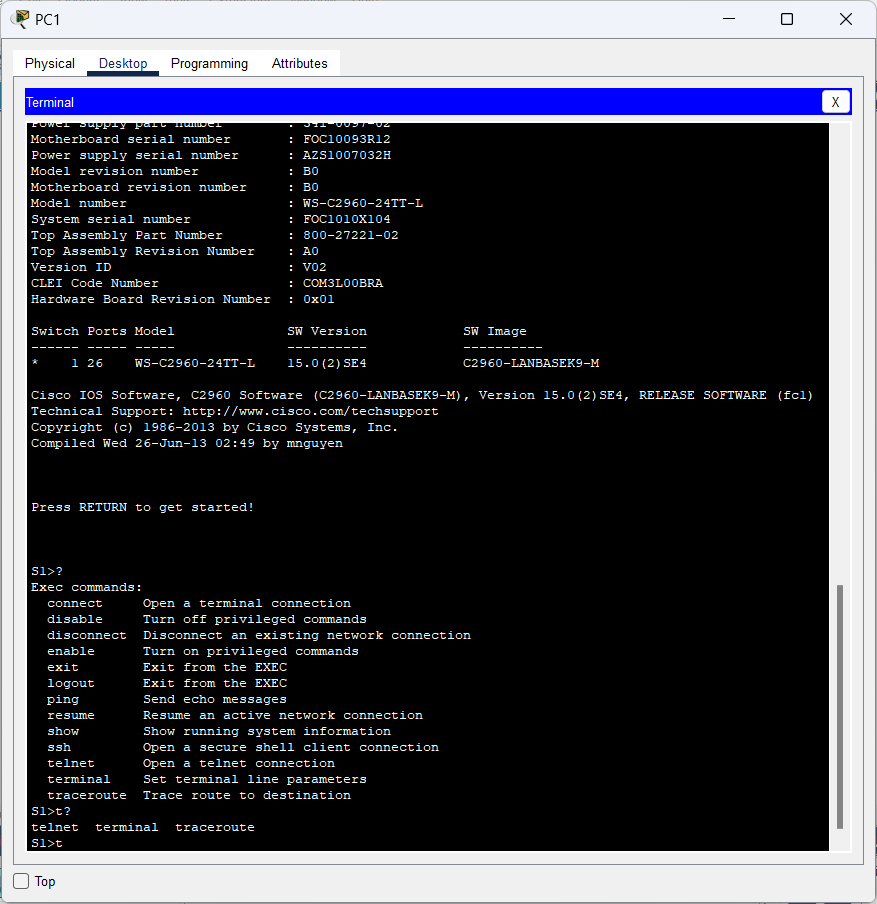 PC1
Physical Desktop Programming Attributes
Terminal X
Power supply part number : 341-0097-02
Motherboard serial number : FOC10093R12
Power supply serial number : AZS1007032H
Model revision number : B0
Motherboard revision number : B0
Model number : WS-C2960-24TT-L
System serial number : FOC1010X104
Top Assembly Part Number : 800-27221-02
Top Assembly Revision Number : A0
Version ID : V02
CLEI Code Number : COM3L00BRA
Hardware Board Revision Number : 0x01
Switch Ports Model SW Version SW Image
------ ----- ----- ---------- ----------
* 1 26 WS-C2960-24TT-L 15.0(2)SE4 C2960-LANBASEK9-M
Cisco IOS Software, C2960 Software (C2960-LANBASEK9-M), Version 15.0(2)SE4, RELEASE SOFTWARE (fc1)
Technical Support: http://www.cisco.com/techsupport
Copyright (c) 1986-2013 by Cisco Systems, Inc.
Compiled Wed 26-Jun-13 02:49 by mnguyen
Press RETURN to get started!
S1>?
Exec commands:
connect Open a terminal connection
disable Turn off privileged commands
disconnect Disconnect an existing network connection
enable Turn on privileged commands
exit Exit from the EXEC
logout Exit from the EXEC
ping Send echo messages
resume Resume an active network connection
show Show running system information
ssh Open a secure shell client connection
telnet Open a telnet connection
terminal Set terminal line parameters
traceroute Trace route to destination
S1>t?
telnet terminal traceroute
S1>t
Top